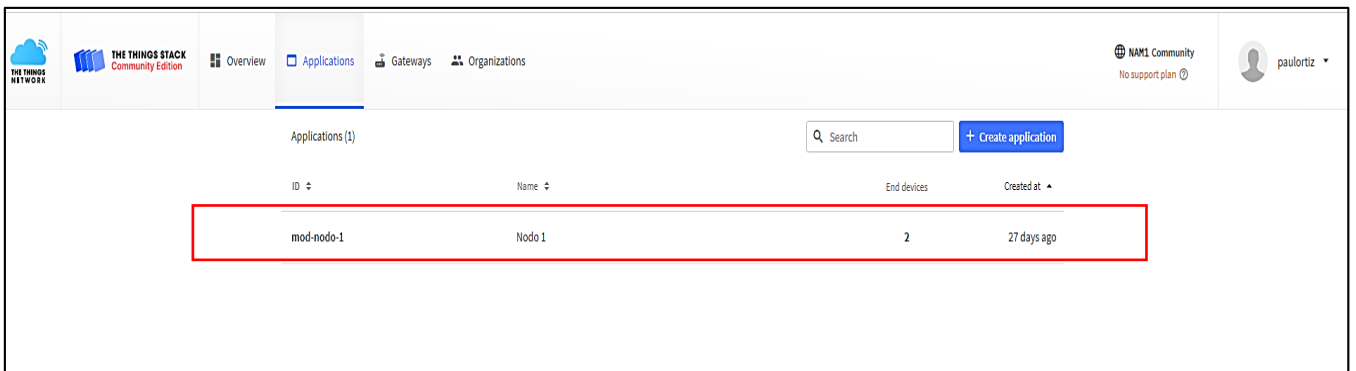 THE THINGS
NETWORK
THE THINGS STACK
Community Edition
Overview
Applications
Gateways
Organizations
NAM1 Community
No support plan
paulortiz
Applications (1)
Search
+ Create application
ID Name End devices Created at
mod-nodo-1 Nodo 1 2 27 days ago